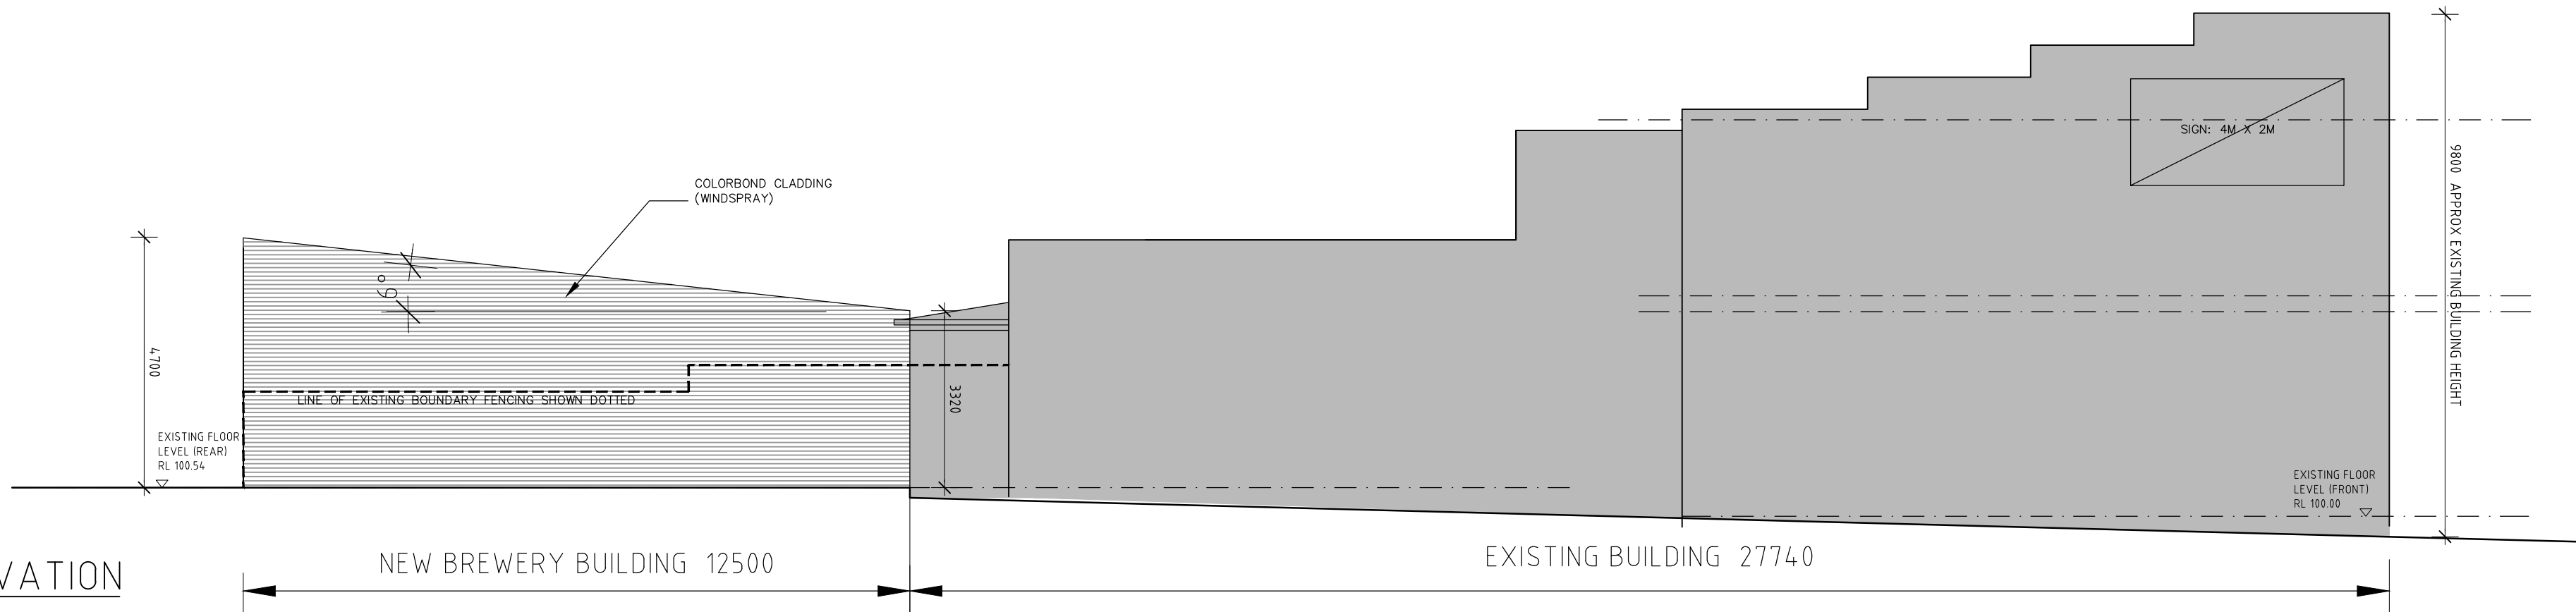 SIGN: 4M X 2M
9800 APPROX EXISTING BUILDING HEIGHT
COLORBOND CLADDING
(WINDSPRAY)
6°
4700
3320
LINE OF EXISTING BOUNDARY FENCING SHOWN DOTTED
EXISTING FLOOR
LEVEL (REAR)
RL 100.54
EXISTING FLOOR
LEVEL (FRONT)
RL 100.00
NEW BREWERY BUILDING 12500
EXISTING BUILDING 27740
VATION